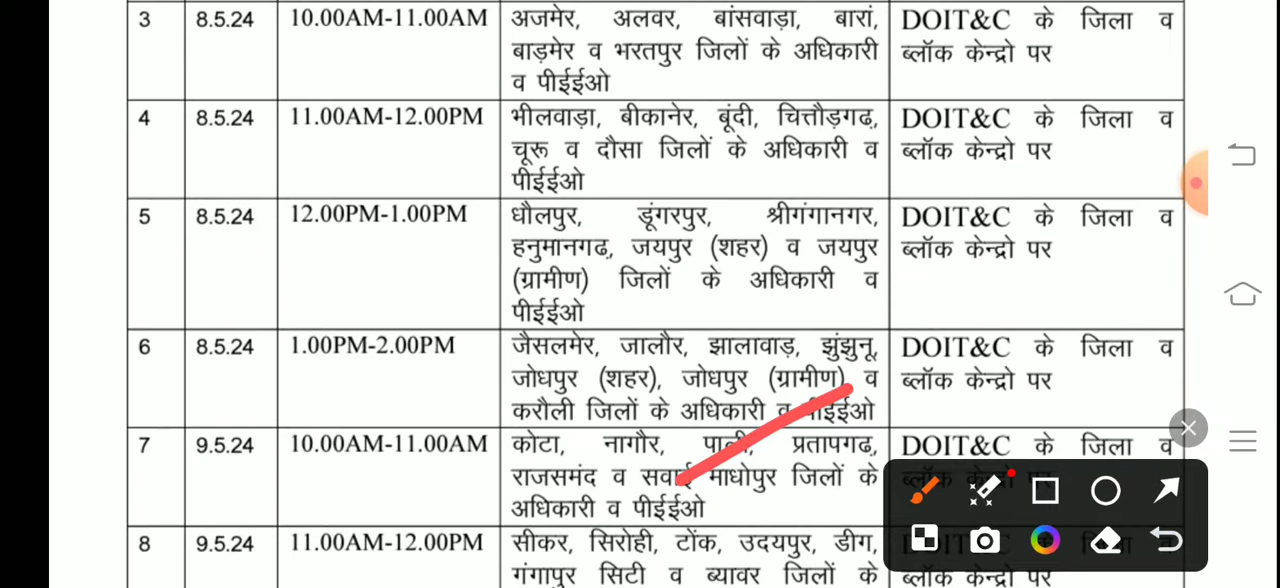 3 8.5.24 10.00AM-11.00AM अजमेर, अलवर, बांसवाड़ा, बारां, DOIT&C के जिला व
बाड़मेर व भरतपुर जिलों के अधिकारी ब्लॉक केन्द्रो पर
व पीईईओ
4 8.5.24 11.00AM-12.00PM भीलवाड़ा, बीकानेर, बूंदी, चित्तौड़गढ, DOIT&C के जिला व
चूरू व दौसा जिलों के अधिकारी व ब्लॉक केन्द्रो पर
पीईईओ
5 8.5.24 12.00PM-1.00PM धौलपुर, डूंगरपुर, श्रीगंगानगर, DOIT&C के जिला व
हनुमानगढ, जयपुर (शहर) व जयपुर ब्लॉक केन्द्रो पर
(ग्रामीण) जिलों के अधिकारी व
पीईईओ
6 8.5.24 1.00PM-2.00PM जैसलमेर, जालौर, झालावाड़, झुंझुनू, DOIT&C के जिला व
जोधपुर (शहर), जोधपुर (ग्रामीण) व ब्लॉक केन्द्रो पर
करौली जिलों के अधिकारी व पीईईओ
7 9.5.24 10.00AM-11.00AM कोटा, नागौर, पाली, प्रतापगढ, DOIT&C के जिला व
राजसमंद व सवाई माधोपुर जिलों के
अधिकारी व पीईईओ
8 9.5.24 11.00AM-12.00PM सीकर, सिरोही, टोंक, उदयपुर, डीग,
गंगापुर सिटी व ब्यावर जिलों के ब्लॉक केन्द्रो पर